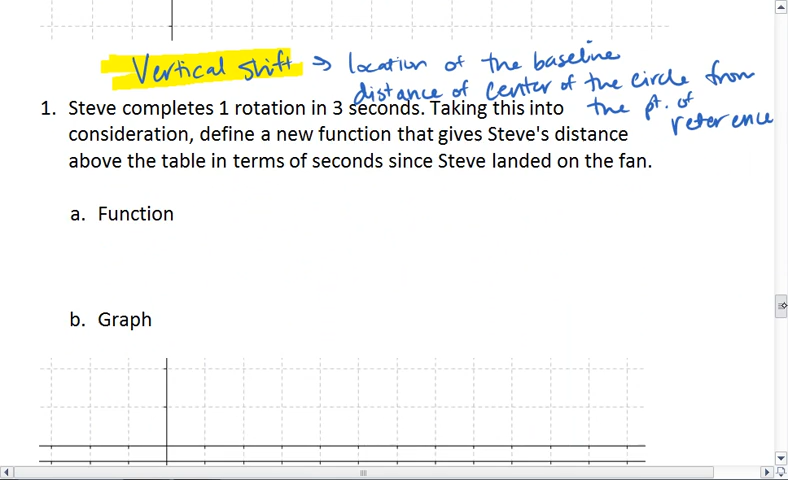 Vertical shift → location of the baseline
distance of center of the circle from
the pt. of
reference
1. Steve completes 1 rotation in 3 seconds. Taking this into
consideration, define a new function that gives Steve's distance
above the table in terms of seconds since Steve landed on the fan.
a. Function
b. Graph